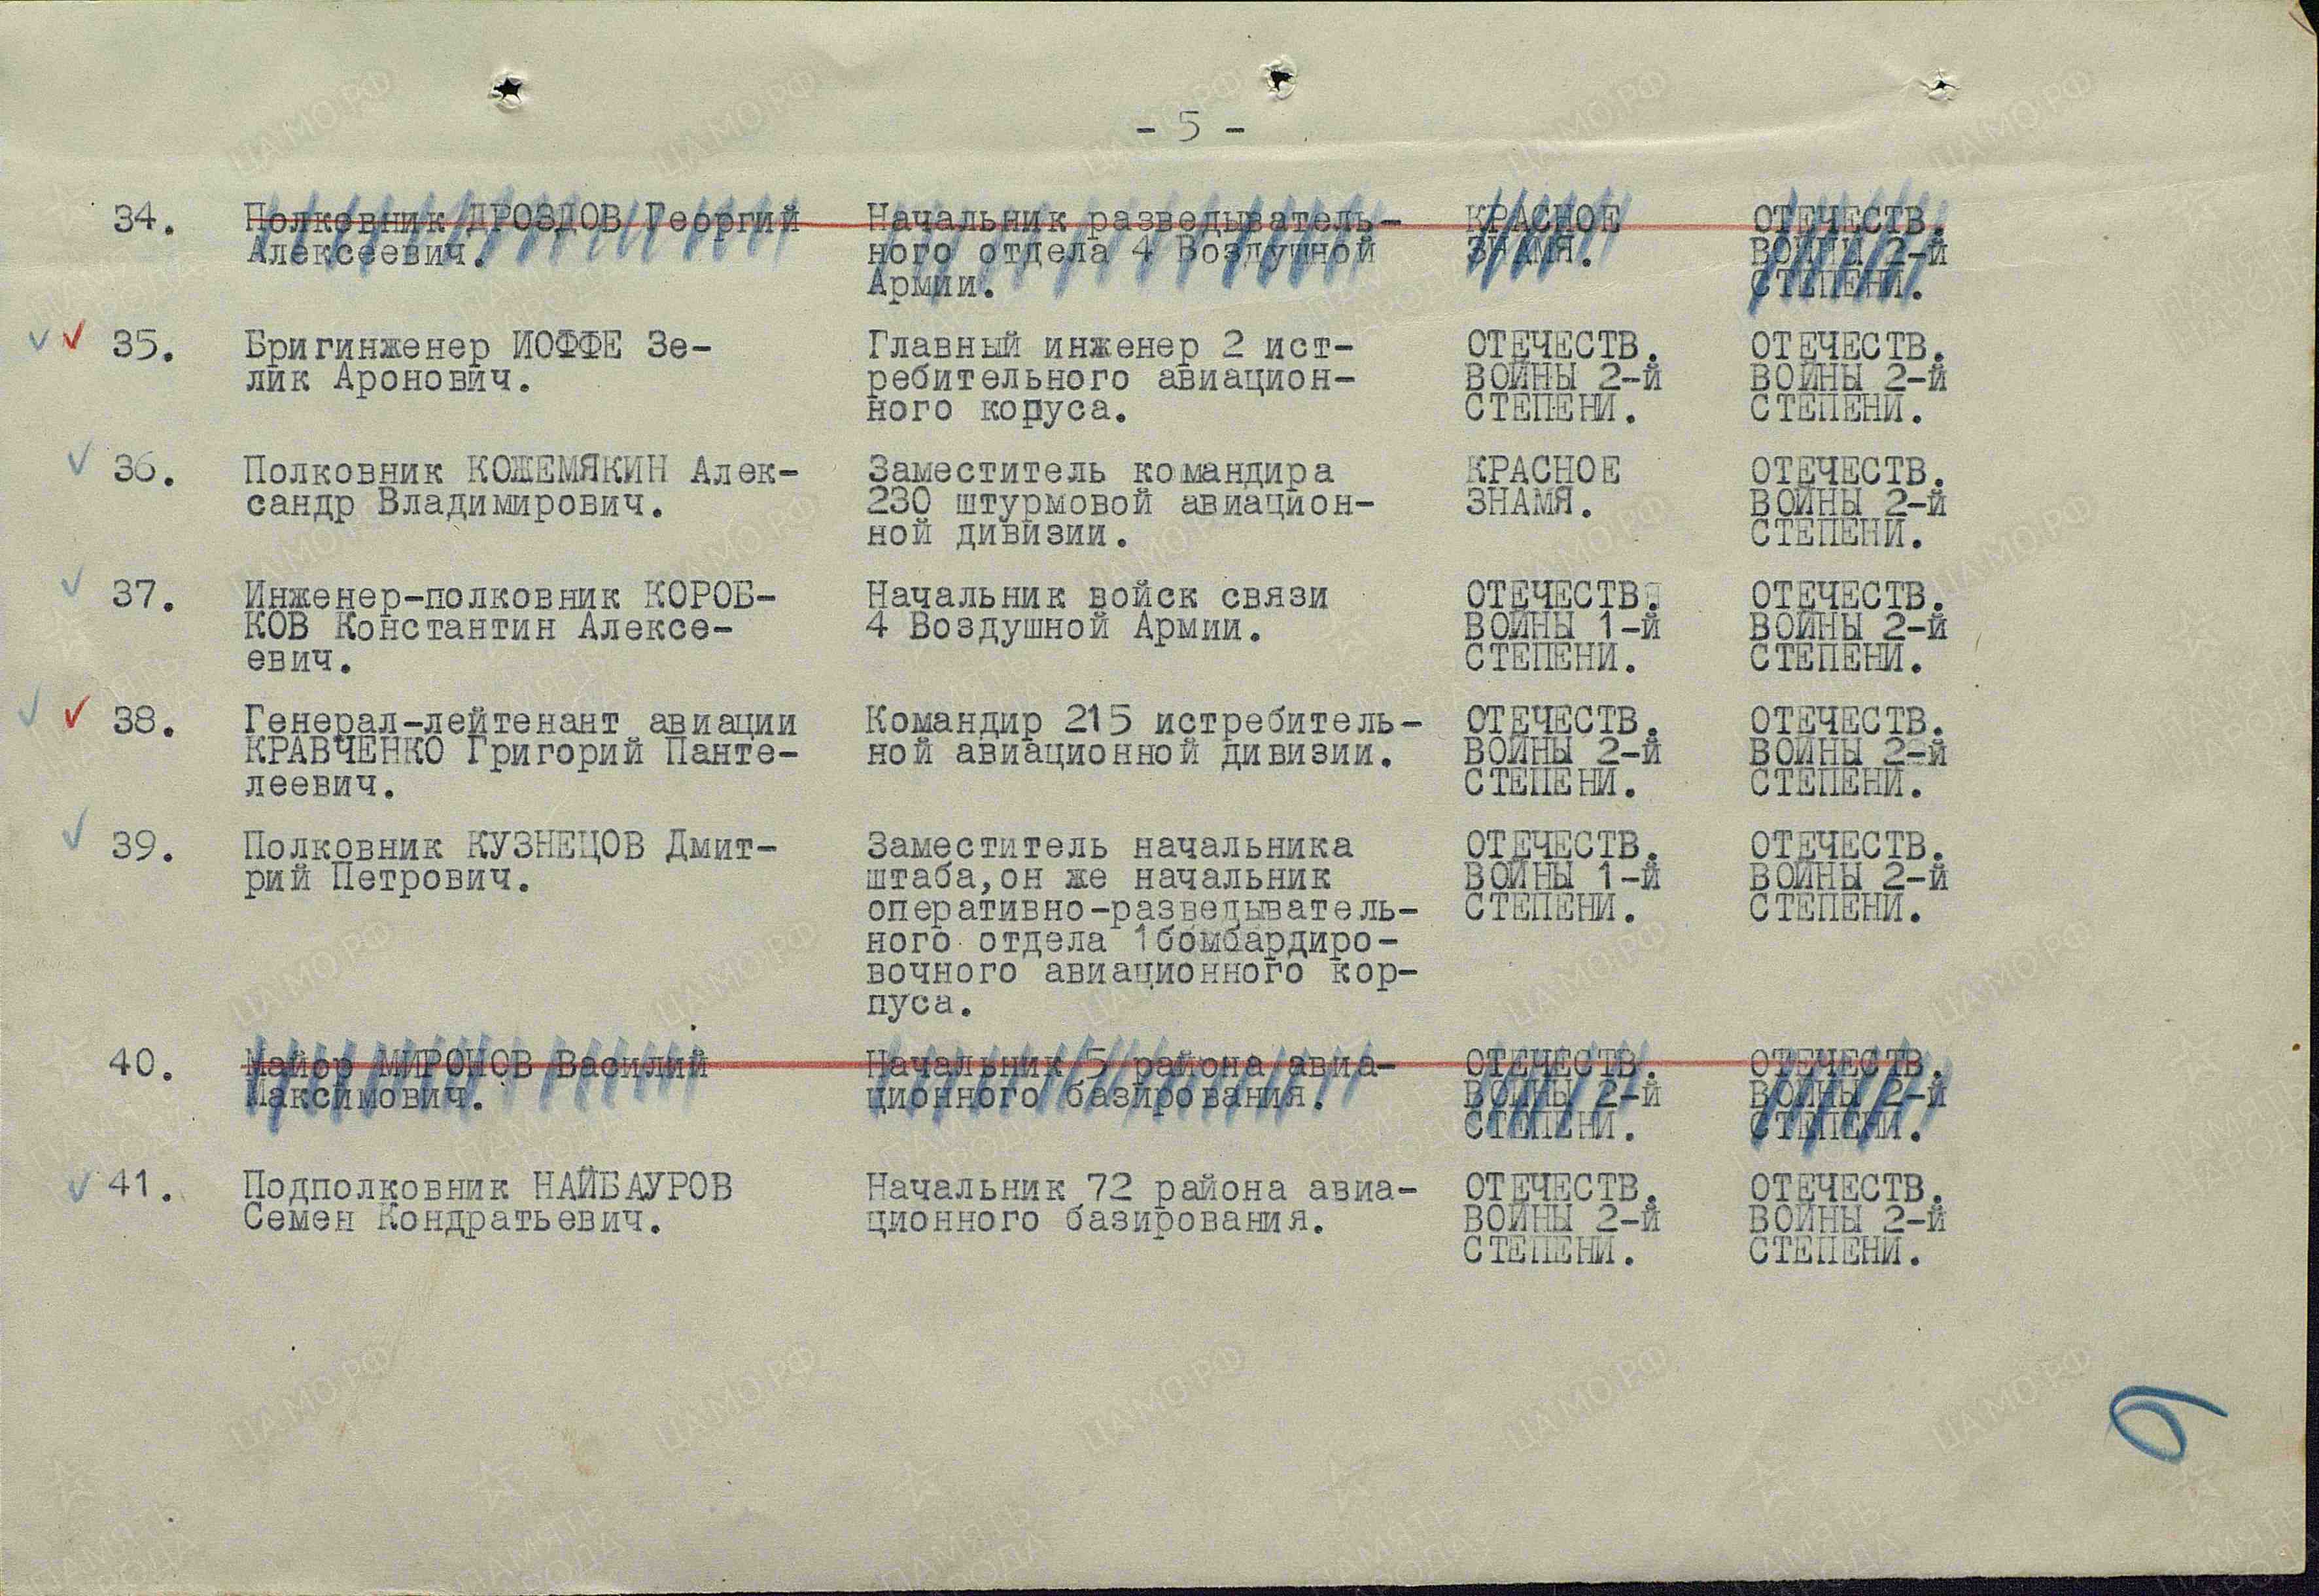 - 5 -
34. Полковник ДРОЗДОВ Георгий Начальник разведыватель- КРАСНОЕ ОТЕЧЕСТВ.
Алексеевич. ного отдела 4 Воздушной ЗНАМЯ. ВОЙНЫ 2-й
Армии. СТЕПЕНИ.
35. Бригинженер ИОФФЕ Зе- Главный инженер 2 ист- ОТЕЧЕСТВ. ОТЕЧЕСТВ.
лик Аронович. ребительного авиацион- ВОЙНЫ 2-й ВОЙНЫ 2-й
ного копуса. СТЕПЕНИ. СТЕПЕНИ.
36. Полковник КОЖЕМЯКИН Алек- Заместитель командира КРАСНОЕ ОТЕЧЕСТВ.
сандр Владимирович. 230 штурмовой авиацион- ЗНАМЯ. ВОЙНЫ 2-й
ной дивизии. СТЕПЕНИ.
37. Инженер-полковник КОРОБ- Начальник войск связи ОТЕЧЕСТВ. ОТЕЧЕСТВ.
КОВ Константин Алексе- 4 Воздушной Армии. ВОЙНЫ 1-й ВОЙНЫ 2-й
евич. СТЕПЕНИ. СТЕПЕНИ.
38. Генерал-лейтенант авиации Командир 215 истребитель- ОТЕЧЕСТВ. ОТЕЧЕСТВ.
КРАВЧЕНКО Григорий Панте- ной авиационной дивизии. ВОЙНЫ 2-й ВОЙНЫ 2-й
леевич. СТЕПЕНИ. СТЕПЕНИ.
39. Полковник КУЗНЕЦОВ Дмит- Заместитель начальника ОТЕЧЕСТВ. ОТЕЧЕСТВ.
рий Петрович. штаба,он же начальник ВОЙНЫ 1-й ВОЙНЫ 2-й
оперативно-разведыватель- СТЕПЕНИ. СТЕПЕНИ.
ного отдела 1бомбардиро-
вочного авиационного кор-
пуса.
40. Майор МИРОНОВ Василий Начальник 5 района авиа- ОТЕЧЕСТВ. ОТЕЧЕСТВ.
Максимович. ционного базирования. ВОЙНЫ 2-й ВОЙНЫ 2-й
СТЕПЕНИ. СТЕПЕНИ.
41. Подполковник НАЙБАУРОВ Начальник 72 района авиа- ОТЕЧЕСТВ. ОТЕЧЕСТВ.
Семен Кондратьевич. ционного базирования. ВОЙНЫ 2-й ВОЙНЫ 2-й
СТЕПЕНИ. СТЕПЕНИ.
6